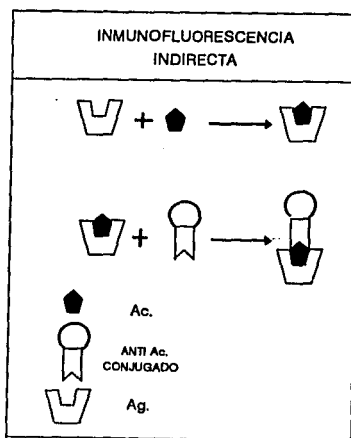 INMUNOFLUORESCENCIA
INDIRECTA
Ac.
ANTI Ac.
CONJUGADO
Ag.